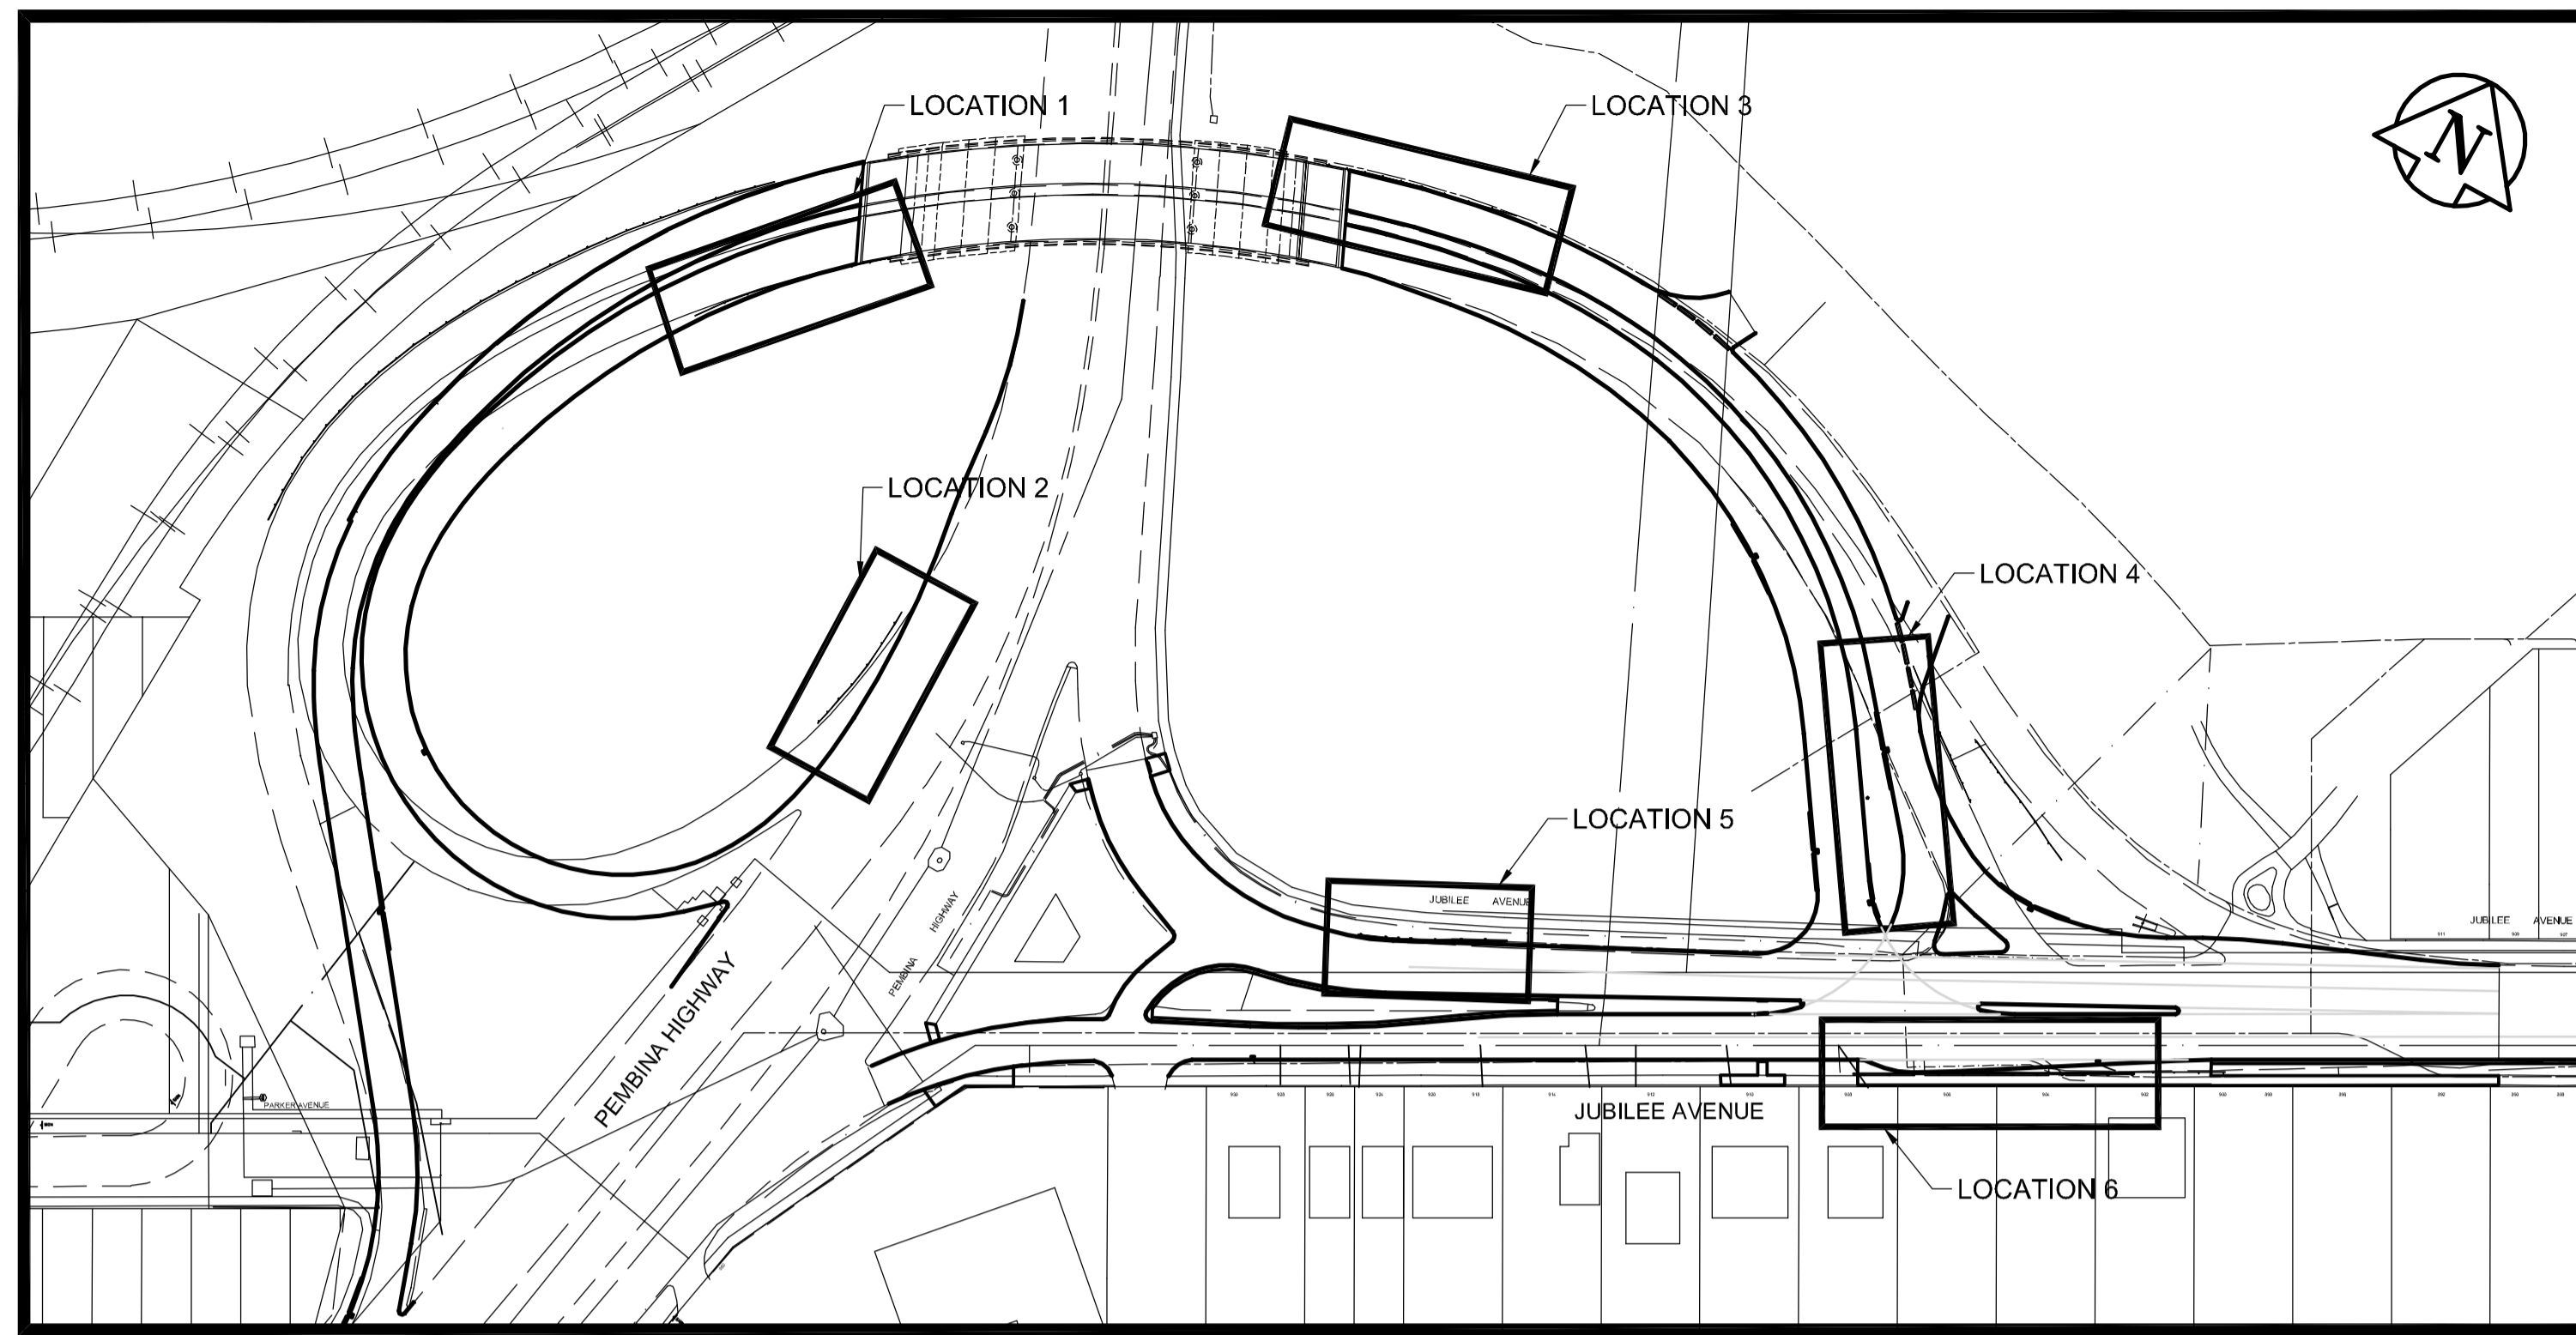 LOCATION 1
LOCATION 3
N
LOCATION 2
LOCATION 4
LOCATION 5
JUBILEE AVENUE
HIGHWAY
PEMBINA
JUBILEE AVENUE
PEMBINA HIGHWAY
PARKER AVENUE
JUBILEE AVENUE
LOCATION 6